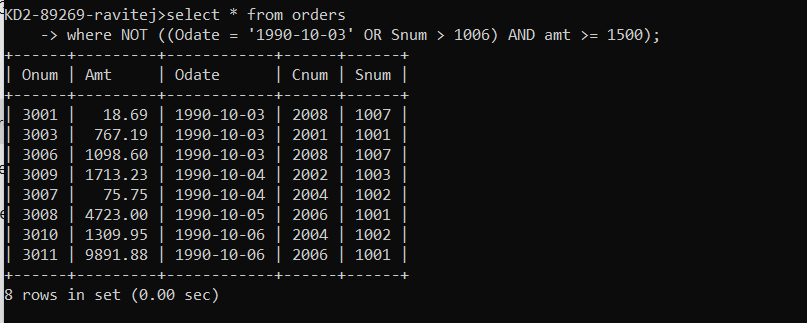 KD2-89269-ravitej>select * from orders
    -> where NOT ((Odate = '1990-10-03' OR Snum > 1006) AND amt >= 1500);
+------+---------+------------+------+------+
| Onum | Amt     | Odate      | Cnum | Snum |
+------+---------+------------+------+------+
| 3001 |   18.69 | 1990-10-03 | 2008 | 1007 |
| 3003 |  767.19 | 1990-10-03 | 2001 | 1001 |
| 3006 | 1098.60 | 1990-10-03 | 2008 | 1007 |
| 3009 | 1713.23 | 1990-10-04 | 2002 | 1003 |
| 3007 |   75.75 | 1990-10-04 | 2004 | 1002 |
| 3008 | 4723.00 | 1990-10-05 | 2006 | 1001 |
| 3010 | 1309.95 | 1990-10-06 | 2004 | 1002 |
| 3011 | 9891.88 | 1990-10-06 | 2006 | 1001 |
+------+---------+------------+------+------+
8 rows in set (0.00 sec)